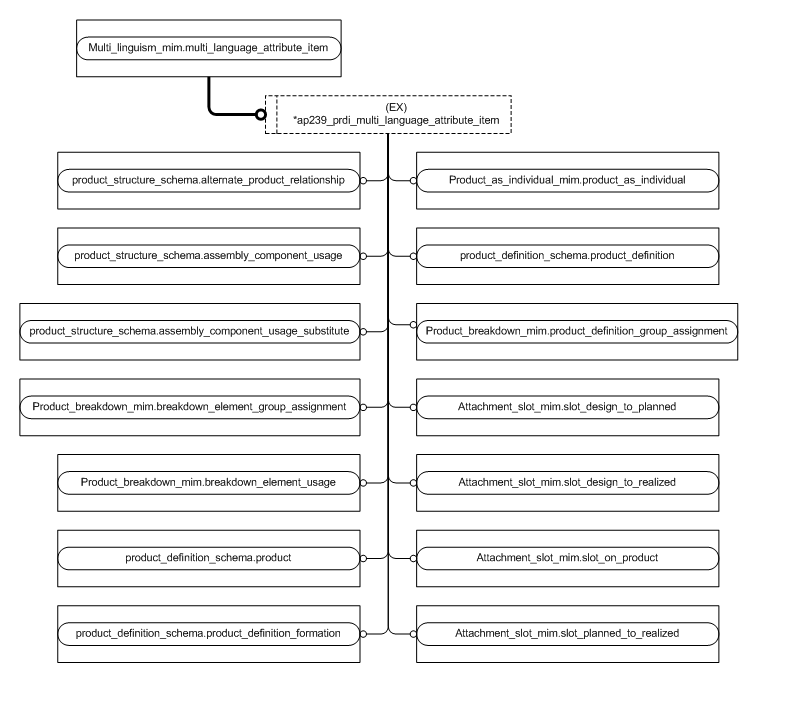 Multi_linguism_mim.multi_language_attribute_item
(EX)
*ap239_prdi_multi_language_attribute_item
product_structure_schema.alternate_product_relationship
Product_as_individual_mim.product_as_individual
product_structure_schema.assembly_component_usage
product_definition_schema.product_definition
product_structure_schema.assembly_component_usage_substitute
Product_breakdown_mim.product_definition_group_assignment
Product_breakdown_mim.breakdown_element_group_assignment
Attachment_slot_mim.slot_design_to_planned
Product_breakdown_mim.breakdown_element_usage
Attachment_slot_mim.slot_design_to_realized
product_definition_schema.product
Attachment_slot_mim.slot_on_product
product_definition_schema.product_definition_formation
Attachment_slot_mim.slot_planned_to_realized